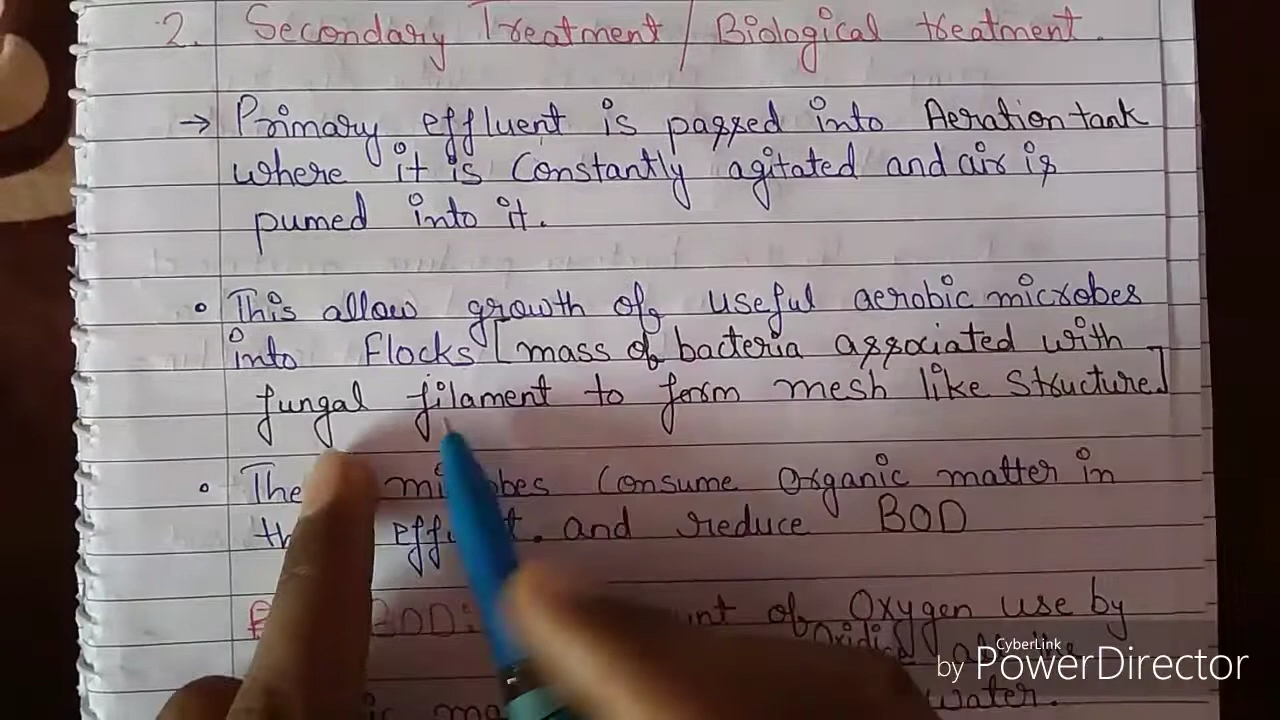 2. Secondary Treatment / Biological treatment.
→ Primary effluent is passed into Aeration tank
where it is Constantly agitated and air is
pumed into it.
• This allow growth of useful aerobic microbes
into Flocks [mass of bacteria associated with
fungal filament to form mesh like Structure]
• The microbes Consume Organic matter in
effluent. and reduce BOD
BOD: of Oxygen use by
water.
CyberLink
by PowerDirector